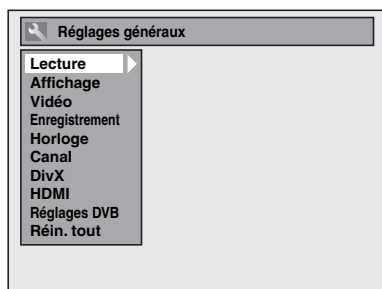 Réglages généraux
Lecture
Affichage
Vidéo
Enregistrement
Horloge
Canal
DivX
HDMI
Réglages DVB
Réin. tout